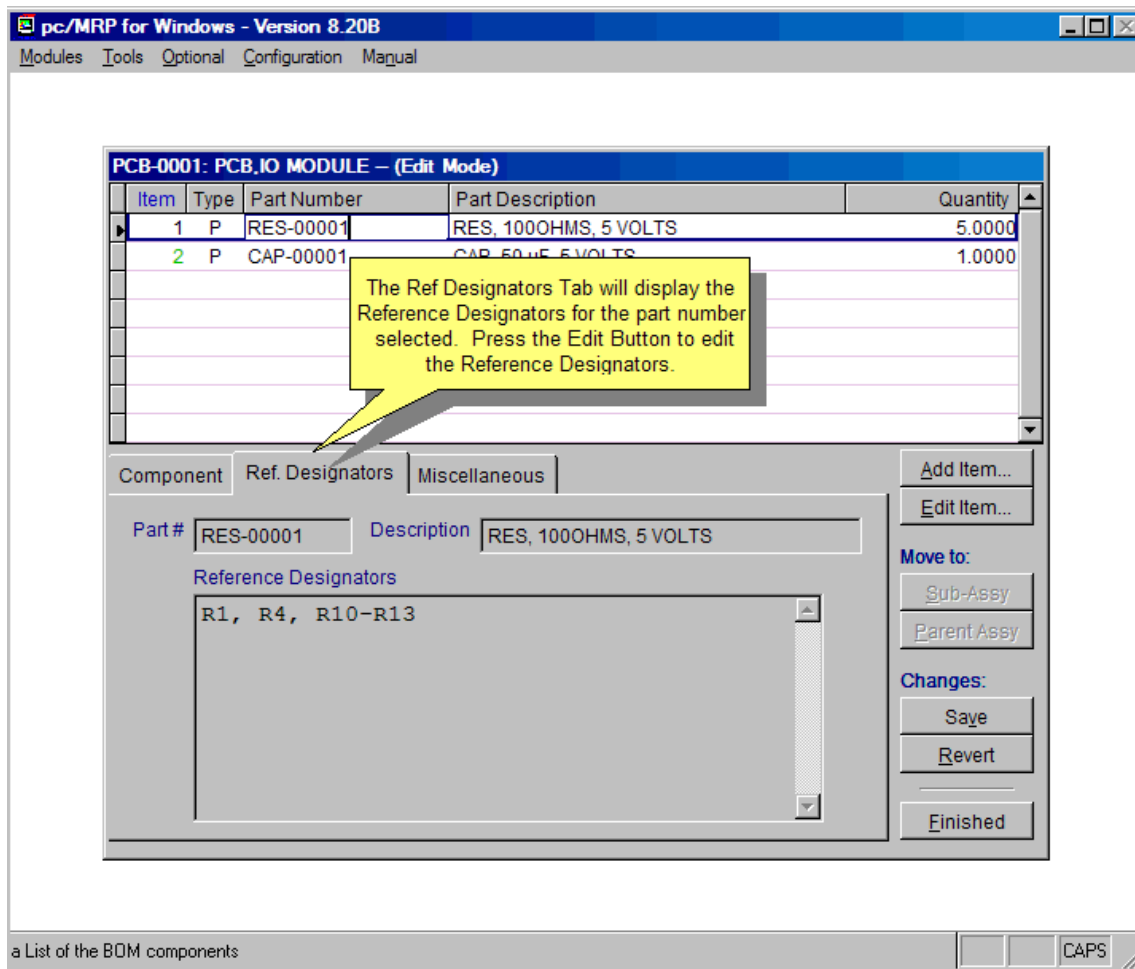 pc/MRP for Windows - Version 8.20B
Modules Tools Optional Configuration Manual
PCB-0001: PCB,IO MODULE – (Edit Mode)
Item Type Part Number Part Description Quantity
1 P RES-00001 RES, 100OHMS, 5 VOLTS 5.0000
2 P CAP-00001 CAP, 50 uF, 5 VOLTS 1.0000
The Ref Designators Tab will display the
Reference Designators for the part number
selected. Press the Edit Button to edit
the Reference Designators.
Component Ref. Designators Miscellaneous
Add Item...
Edit Item...
Part # RES-00001 Description RES, 100OHMS, 5 VOLTS
Move to:
Reference Designators
Sub-Assy
R1, R4, R10-R13
Parent Assy
Changes:
Save
Revert
Finished
a List of the BOM components CAPS